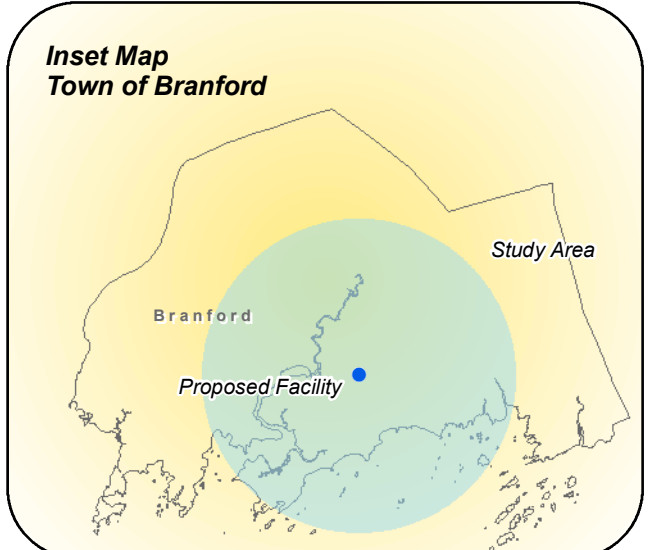 Inset Map
Town of Branford
Study Area
Branford
Proposed Facility